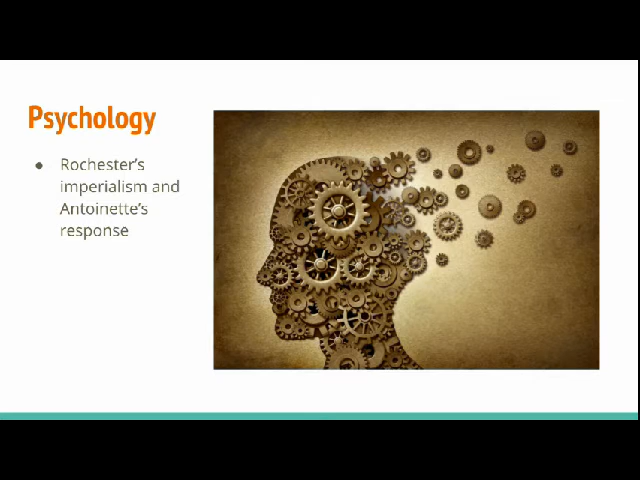 Psychology
● Rochester's
imperialism and
Antoinette's
response